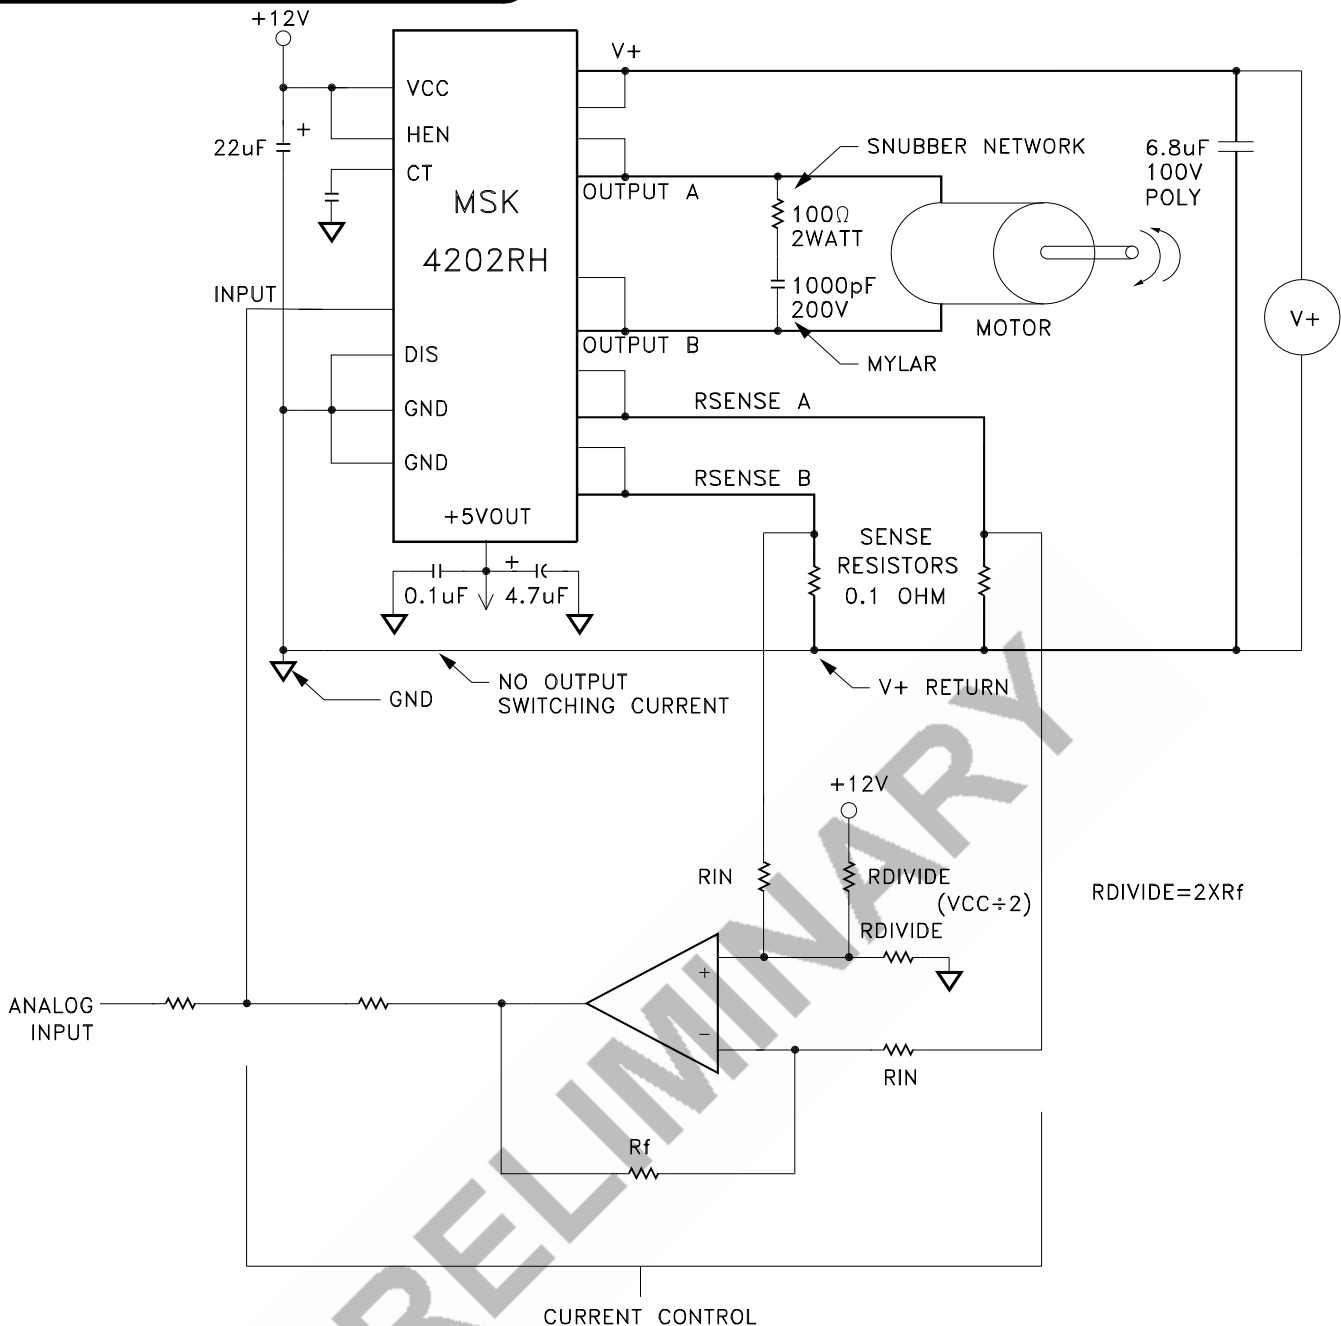 +12V
V+
VCC
HEN
+
22uF
CT
MSK
4202RH
SNUBBER NETWORK
6.8uF
100V
POLY
OUTPUT A
100Ω
2WATT
INPUT
1000pF
200V
MOTOR
V+
OUTPUT B
DIS
MYLAR
GND
RSENSE A
GND
RSENSE B
+5VOUT
SENSE
RESISTORS
0.1 OHM
+
0.1uF
4.7uF
GND
NO OUTPUT
SWITCHING CURRENT
V+ RETURN
+12V
RIN
RDIVIDE
(VCC÷2)
RDIVIDE=2XRf
RDIVIDE
+
−
ANALOG
INPUT
RIN
Rf
CURRENT CONTROL
PRELIMINARY